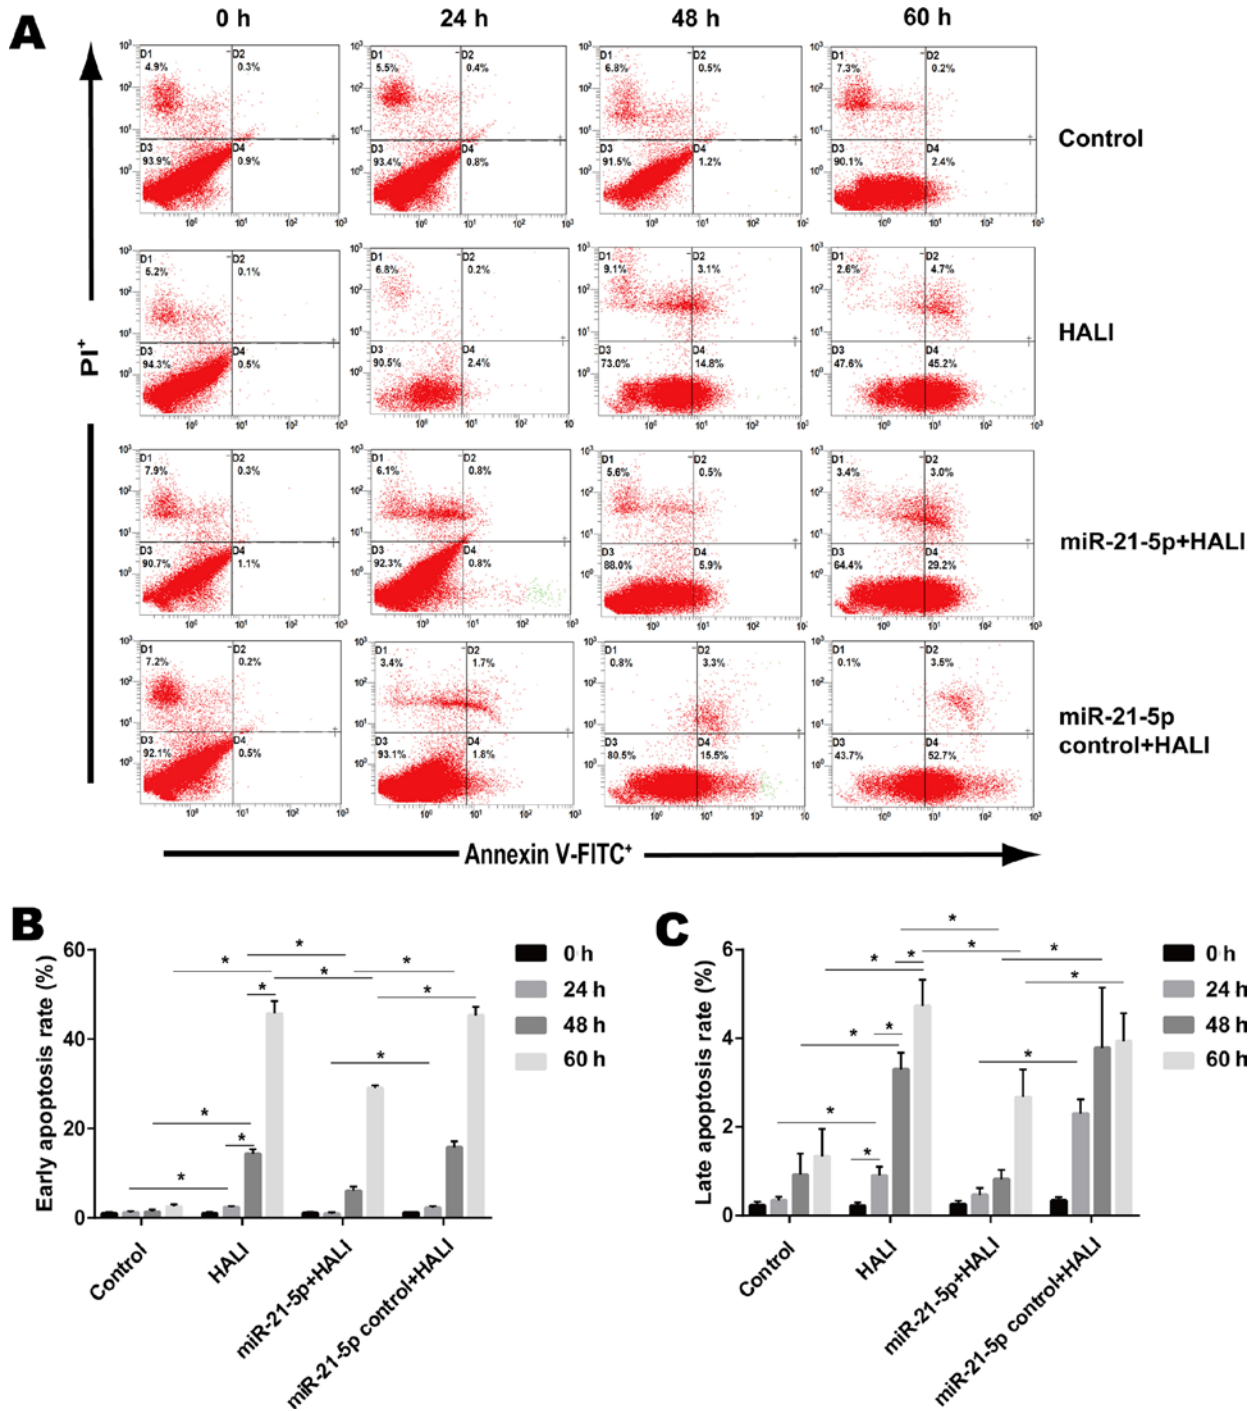 A
0 h 24 h 48 h 60 h
D1 D2 D1 D2 D1 D2 D1 D2
4.9% 0.3% 5.5% 0.4% 6.8% 0.5% 7.3% 0.2%
D3 D4 D3 D4 D3 D4 D3 D4
93.9% 0.9% 93.4% 0.8% 91.5% 1.2% 90.1% 2.4%
Control
D1 D2 D1 D2 D1 D2 D1 D2
5.2% 0.1% 6.8% 0.2% 9.1% 3.1% 2.6% 4.7%
D3 D4 D3 D4 D3 D4 D3 D4
94.3% 0.5% 90.5% 2.4% 73.0% 14.8% 47.6% 45.2%
HALI
PI+
D1 D2 D1 D2 D1 D2 D1 D2
7.9% 0.3% 6.1% 0.8% 5.6% 0.5% 3.4% 3.0%
D3 D4 D3 D4 D3 D4 D3 D4
90.7% 1.1% 92.3% 0.8% 88.0% 5.9% 64.4% 29.2%
miR-21-5p+HALI
D1 D2 D1 D2 D1 D2 D1 D2
7.2% 0.2% 3.4% 1.7% 0.8% 3.3% 0.1% 3.5%
D3 D4 D3 D4 D3 D4 D3 D4
92.1% 0.5% 93.1% 1.8% 80.5% 15.5% 43.7% 52.7%
miR-21-5p
control+HALI
Annexin V-FITC+
B
Early apoptosis rate (%)
60
40
20
0
* * * * * * * * * *
0 h
24 h
48 h
60 h
Control
HALI
miR-21-5p+HALI
miR-21-5p control+HALI
C
Late apoptosis rate (%)
6
4
2
0
* * * * * * * * * * *
0 h
24 h
48 h
60 h
Control
HALI
miR-21-5p+HALI
miR-21-5p control+HALI